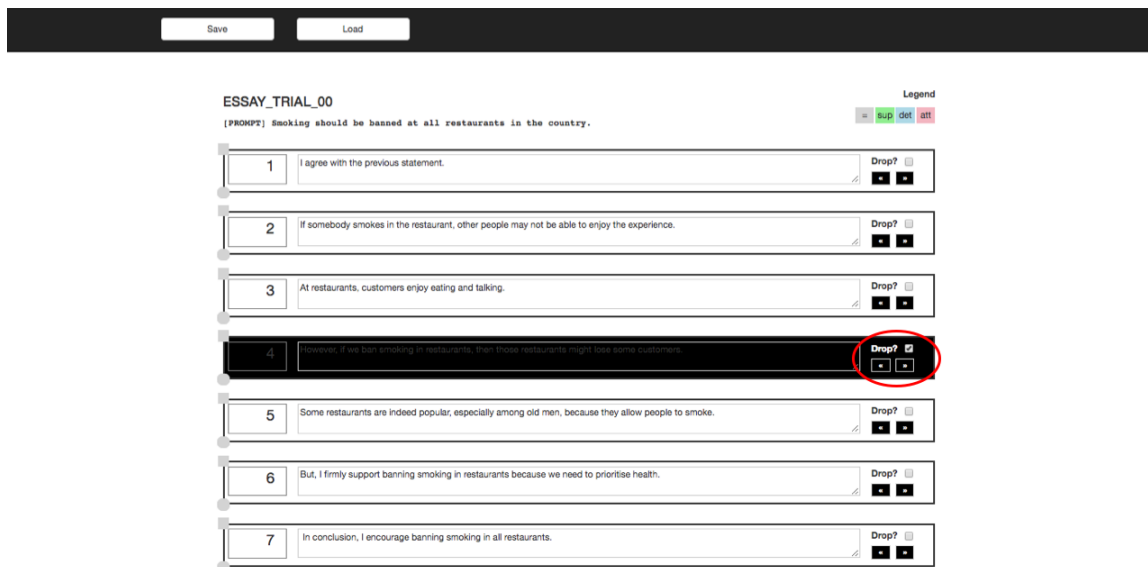 Save Load
Legend
ESSAY_TRIAL_00
= sup det att
[PROMPT] Smoking should be banned at all restaurants in the country.
1 I agree with the previous statement. Drop?
« »
2 If somebody smokes in the restaurant, other people may not be able to enjoy the experience. Drop?
« »
3 At restaurants, customers enjoy eating and talking. Drop?
« »
4 However, if we ban smoking in restaurants, then those restaurants might lose some customers. Drop?
« »
5 Some restaurants are indeed popular, especially among old men, because they allow people to smoke. Drop?
« »
6 But, I firmly support banning smoking in restaurants because we need to prioritise health. Drop?
« »
7 In conclusion, I encourage banning smoking in all restaurants. Drop?
« »